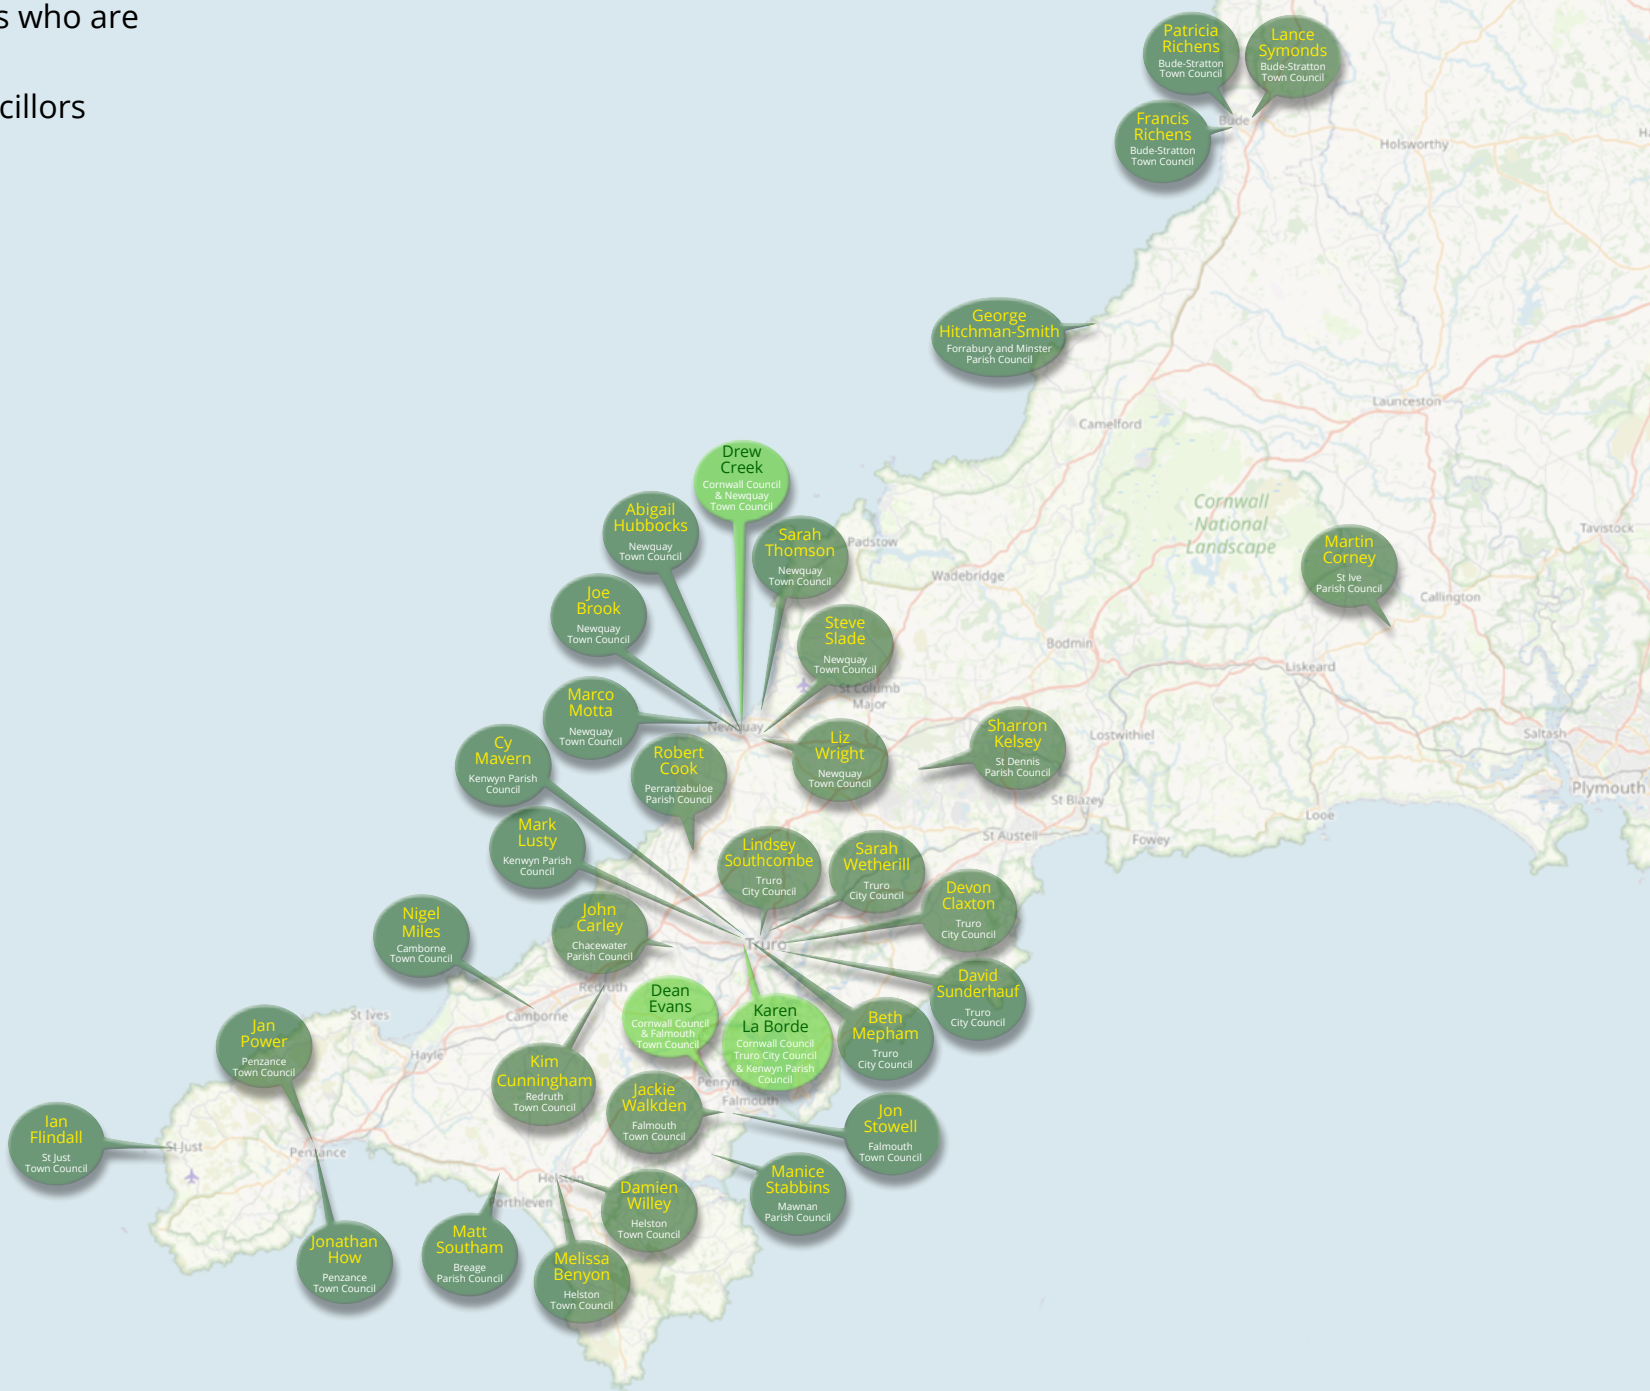 s who are
cillors
Patricia
Richens
Bude-Stratton
Town Council
Lance
Symonds
Bude-Stratton
Town Council
Francis
Richens
Bude-Stratton
Town Council
Bude
Holsworthy
George
Hitchman-Smith
Forrabury and Minster
Parish Council
Launceston
Camelford
Drew
Creek
Cornwall Council
& Newquay
Town Council
Abigail
Hubbocks
Newquay
Town Council
Sarah
Thomson
Newquay
Town Council
Padstow
Cornwall
National
Landscape
Tavistock
Martin
Corney
St Ive
Parish Council
Wadebridge
Callington
Joe
Brook
Newquay
Town Council
Steve
Slade
Newquay
Town Council
Bodmin
Liskeard
St Columb
Major
Marco
Motta
Newquay
Town Council
Newquay
Liz
Wright
Newquay
Town Council
Sharron
Kelsey
St Dennis
Parish Council
Lostwithiel
Saltash
Cy
Mavern
Kenwyn Parish
Council
Robert
Cook
Perranzabuloe
Parish Council
Plymouth
St Blazey
Looe
Fowey
St Austell
Mark
Lusty
Kenwyn Parish
Council
Lindsey
Southcombe
Truro
City Council
Sarah
Wetherill
Truro
City Council
Devon
Claxton
Truro
City Council
Nigel
Miles
Camborne
Town Council
John
Carley
Chacewater
Parish Council
Truro
David
Sunderhauf
Truro
City Council
Redruth
Dean
Evans
Cornwall Council
& Falmouth
Town Council
Karen
La Borde
Cornwall Council
Truro City Council
& Kenwyn Parish
Council
Beth
Mepham
Truro
City Council
St Ives
Camborne
Jan
Power
Penzance
Town Council
Hayle
Kim
Cunningham
Redruth
Town Council
Penryn
Falmouth
Jackie
Walkden
Falmouth
Town Council
Jon
Stowell
Falmouth
Town Council
Ian
Flindall
St Just
Town Council
St Just
Penzance
Manice
Stabbins
Mawnan
Parish Council
Helston
Porthleven
Damien
Willey
Helston
Town Council
Jonathan
How
Penzance
Town Council
Matt
Southam
Breage
Parish Council
Melissa
Benyon
Helston
Town Council